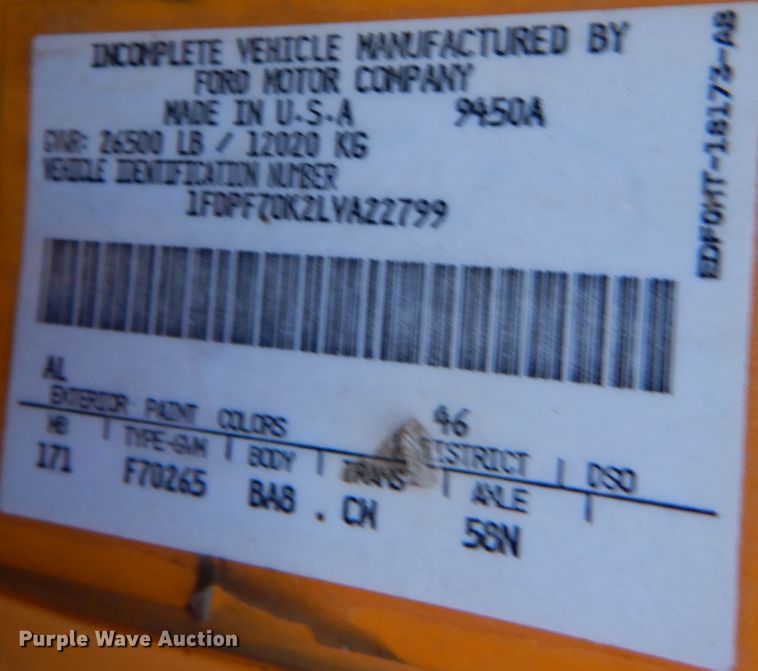 INCOMPLETE VEHICLE MANUFACTURED BY
FORD MOTOR COMPANY
MADE IN U.S.A 9450A
GVWR: 26500 LB / 12020 KG
VEHICLE IDENTIFICATION NUMBER
1FDPF70K2LVA22799
EDF0HT-18173-AB
AL
EXTERIOR PAINT COLORS 46 DISTRICT DSO
WB TYPE-GVW BODY TRANS AXLE
171 F70265 BA8 . CN 58N
Purple Wave Auction